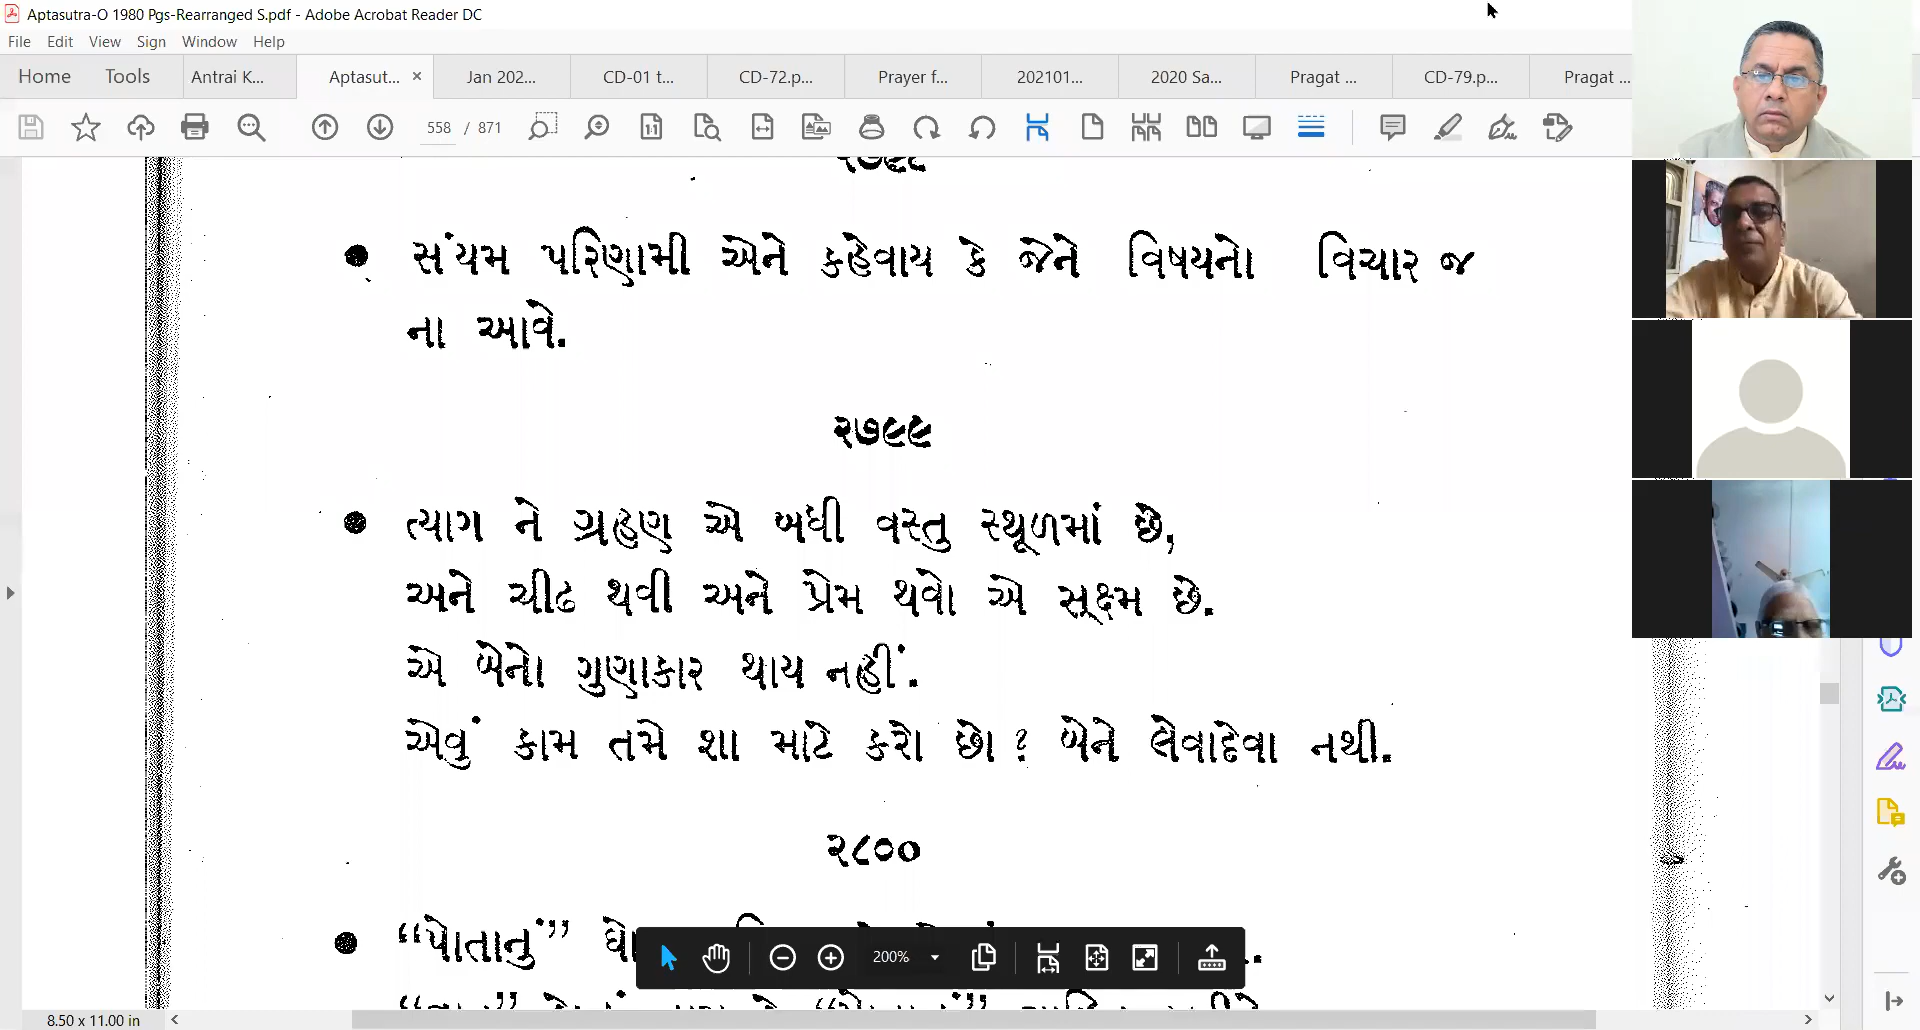 Aptasutra-O 1980 Pgs-Rearranged S.pdf - Adobe Acrobat Reader DC
File Edit View Sign Window Help
Home Tools Antrai K... Aptasut... × Jan 202... CD-01 t... CD-72.p... Prayer f... 202101... 2020 Sa... Pragat ... CD-79.p... Pragat ...
558 / 871
સંયમ પરિણામી એને કહેવાય કે જેને વિષયનો વિચાર જ
ના આવે.
૨૭૯૯
ત્યાગ ને ગ્રહણ એ બધી વસ્તુ સ્થૂળમાં છે,
અને ચીઢ થવી અને પ્રેમ થવો એ સૂક્ષ્મ છે.
એ બેનો ગુણાકાર થાય નહીં.
એવું કામ તમે શા માટે કરો છો ? બેને લેવાદેવા નથી.
૨૮૦૦
“પોતાનું”
200%
8.50 x 11.00 in